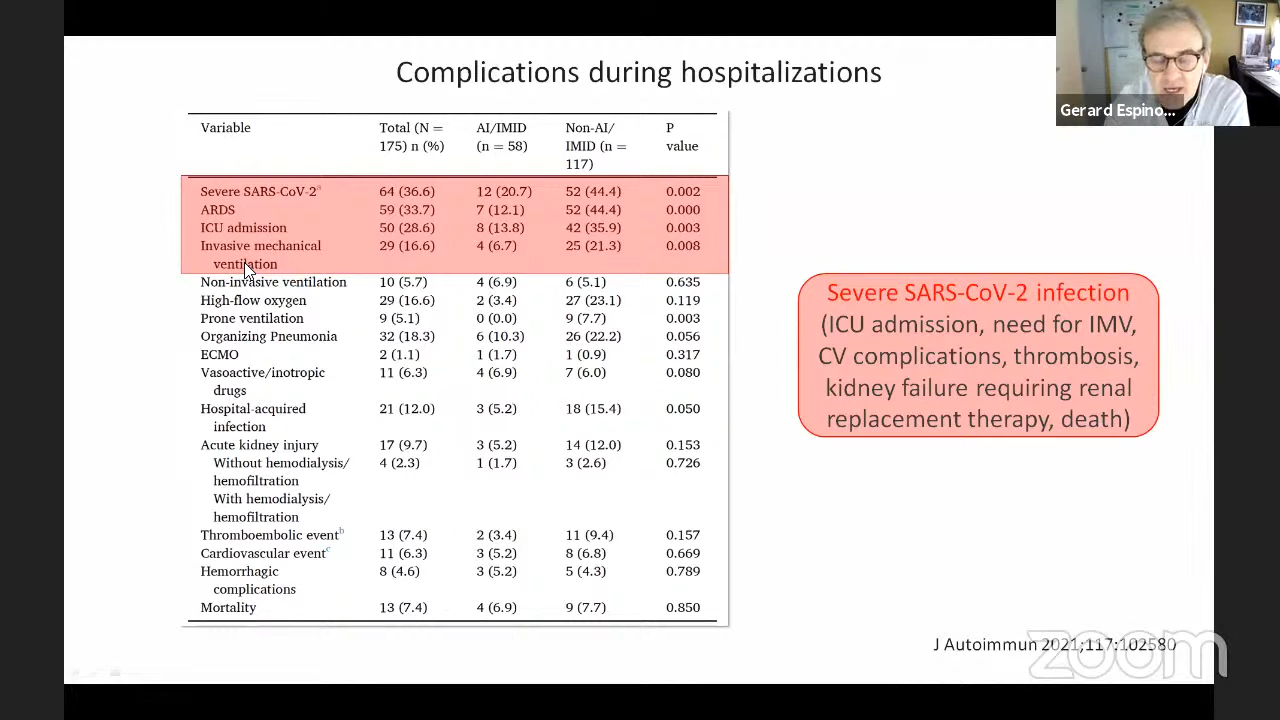 Complications during hospitalizations
Gerard Espino...
Variable Total (N = AI/IMID Non-AI/ P
175) n (%) (n = 58) IMID (n = value
117)
Severe SARS-CoV-2a 64 (36.6) 12 (20.7) 52 (44.4) 0.002
ARDS 59 (33.7) 7 (12.1) 52 (44.4) 0.000
ICU admission 50 (28.6) 8 (13.8) 42 (35.9) 0.003
Invasive mechanical 29 (16.6) 4 (6.7) 25 (21.3) 0.008
ventilation
Non-invasive ventilation 10 (5.7) 4 (6.9) 6 (5.1) 0.635
High-flow oxygen 29 (16.6) 2 (3.4) 27 (23.1) 0.119
Prone ventilation 9 (5.1) 0 (0.0) 9 (7.7) 0.003
Organizing Pneumonia 32 (18.3) 6 (10.3) 26 (22.2) 0.056
ECMO 2 (1.1) 1 (1.7) 1 (0.9) 0.317
Vasoactive/inotropic 11 (6.3) 4 (6.9) 7 (6.0) 0.080
drugs
Hospital-acquired 21 (12.0) 3 (5.2) 18 (15.4) 0.050
infection
Acute kidney injury 17 (9.7) 3 (5.2) 14 (12.0) 0.153
Without hemodialysis/ 4 (2.3) 1 (1.7) 3 (2.6) 0.726
hemofiltration
With hemodialysis/
hemofiltration
Thromboembolic eventb 13 (7.4) 2 (3.4) 11 (9.4) 0.157
Cardiovascular eventc 11 (6.3) 3 (5.2) 8 (6.8) 0.669
Hemorrhagic 8 (4.6) 3 (5.2) 5 (4.3) 0.789
complications
Mortality 13 (7.4) 4 (6.9) 9 (7.7) 0.850
Severe SARS-CoV-2 infection
(ICU admission, need for IMV,
CV complications, thrombosis,
kidney failure requiring renal
replacement therapy, death)
J Autoimmun 2021;117:102580
zoom